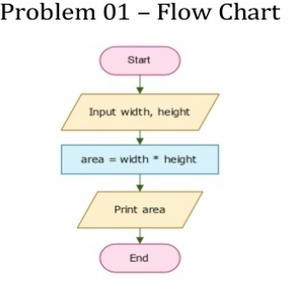 Problem 01 – Flow Chart
Start
Input width, height
area = width * height
Print area
End